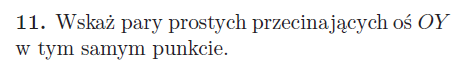 11. Wskaż pary prostych przecinających oś OY
w tym samym punkcie.